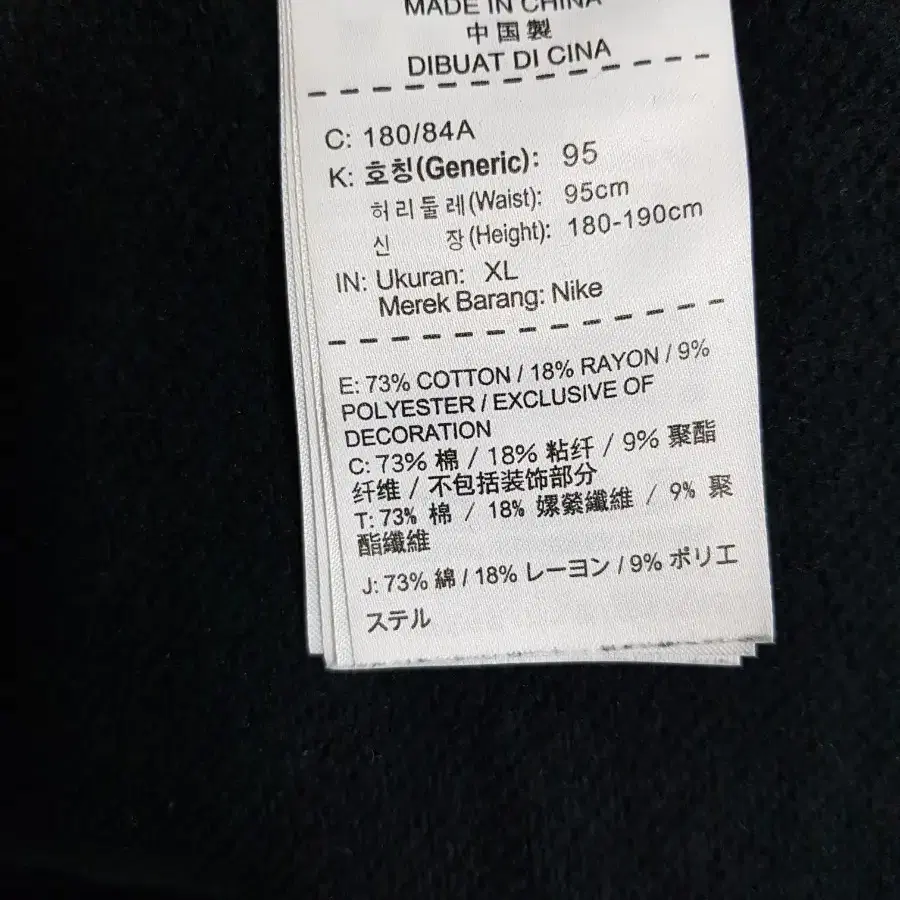 MADE IN CHINA
中国製
DIBUAT DI CINA
C: 180/84A
K: 호칭(Generic): 95
허리둘레(Waist): 95cm
신 장(Height): 180-190cm
IN: Ukuran: XL
Merek Barang: Nike
E: 73% COTTON / 18% RAYON / 9%
POLYESTER / EXCLUSIVE OF
DECORATION
C: 73% 棉 / 18% 粘纤 / 9% 聚酯
纤维 / 不包括装饰部分
T: 73% 棉 / 18% 嫘縈纖維 / 9% 聚
酯纖維
J: 73% 綿 / 18% レーヨン / 9% ポリエ
ステル